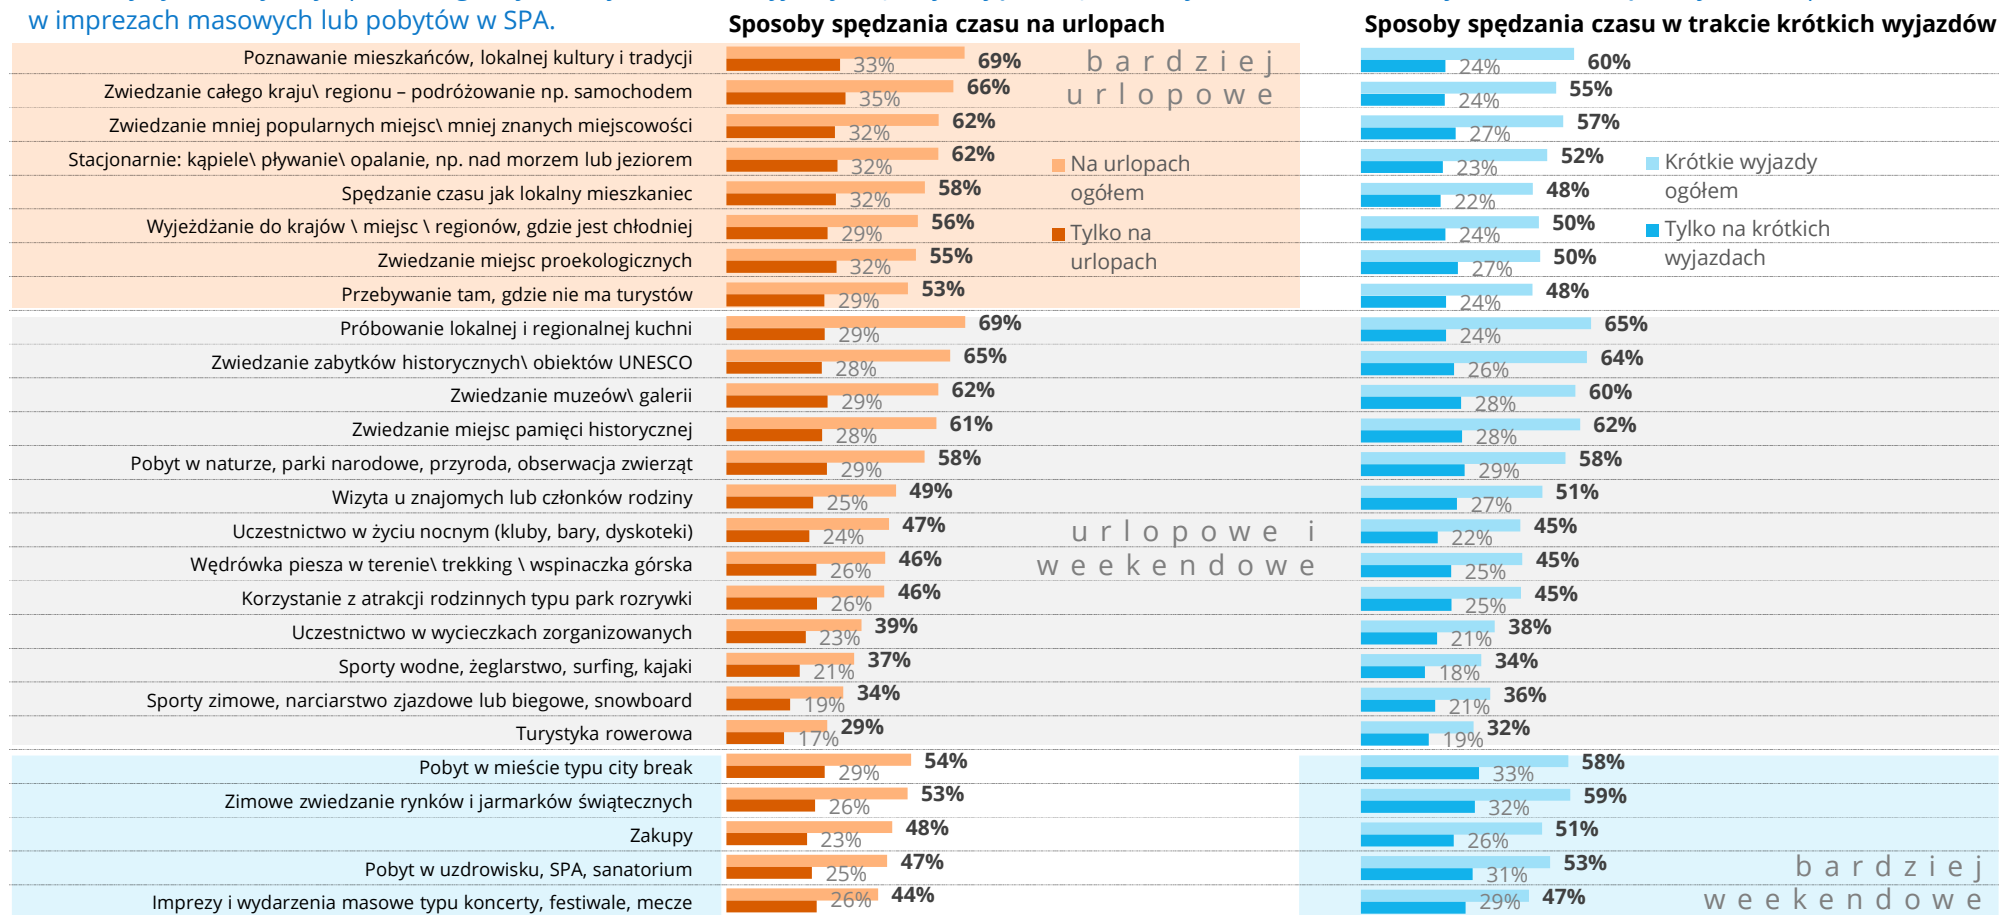 w imprezach masowych lub pobytów w SPA.
Sposoby spędzania czasu na urlopach
Sposoby spędzania czasu w trakcie krótkich wyjazdów
Poznawanie mieszkańców, lokalnej kultury i tradycji 69% 33% 60% 24%
Zwiedzanie całego kraju\ regionu – podróżowanie np. samochodem 66% 35% 55% 24%
Zwiedzanie mniej popularnych miejsc\ mniej znanych miejscowości 62% 32% 57% 27%
Stacjonarnie: kąpiele\ pływanie\ opalanie, np. nad morzem lub jeziorem 62% 32% 52% 23%
Spędzanie czasu jak lokalny mieszkaniec 58% 32% 48% 22%
Wyjeżdżanie do krajów \ miejsc \ regionów, gdzie jest chłodniej 56% 29% 50% 24%
Zwiedzanie miejsc proekologicznych 55% 32% 50% 27%
Przebywanie tam, gdzie nie ma turystów 53% 29% 48% 24%
bardziej
urlopowe
Na urlopach
ogółem
Tylko na
urlopach
Krótkie wyjazdy
ogółem
Tylko na krótkich
wyjazdach
Próbowanie lokalnej i regionalnej kuchni 69% 29% 65% 24%
Zwiedzanie zabytków historycznych\ obiektów UNESCO 65% 28% 64% 26%
Zwiedzanie muzeów\ galerii 62% 29% 60% 28%
Zwiedzanie miejsc pamięci historycznej 61% 28% 62% 28%
Pobyt w naturze, parki narodowe, przyroda, obserwacja zwierząt 58% 29% 58% 29%
Wizyta u znajomych lub członków rodziny 49% 25% 51% 27%
Uczestnictwo w życiu nocnym (kluby, bary, dyskoteki) 47% 24% 45% 22%
Wędrówka piesza w terenie\ trekking \ wspinaczka górska 46% 26% 45% 25%
Korzystanie z atrakcji rodzinnych typu park rozrywki 46% 26% 45% 25%
Uczestnictwo w wycieczkach zorganizowanych 39% 23% 38% 21%
Sporty wodne, żeglarstwo, surfing, kajaki 37% 21% 34% 18%
Sporty zimowe, narciarstwo zjazdowe lub biegowe, snowboard 34% 19% 36% 21%
Turystyka rowerowa 29% 17% 32% 19%
urlopowe i
weekendowe
Pobyt w mieście typu city break 54% 29% 58% 33%
Zimowe zwiedzanie rynków i jarmarków świątecznych 53% 26% 59% 32%
Zakupy 48% 23% 51% 26%
Pobyt w uzdrowisku, SPA, sanatorium 47% 25% 53% 31%
Imprezy i wydarzenia masowe typu koncerty, festiwale, mecze 44% 26% 47% 29%
bardziej
weekendowe